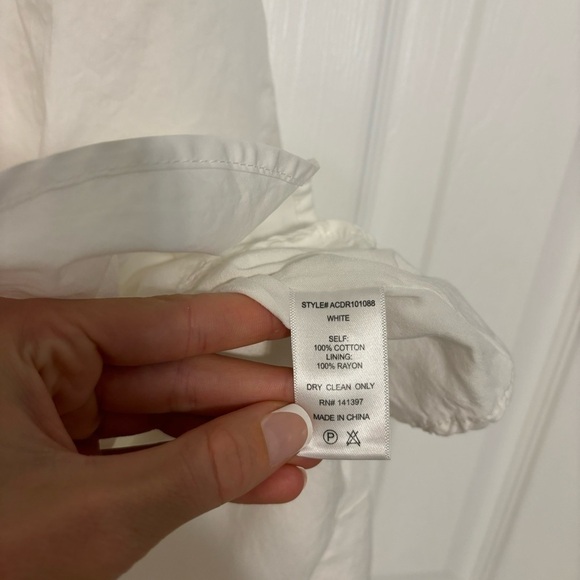 STYLE# ACDR101088
WHITE
SELF:
100% COTTON
LINING:
100% RAYON
DRY CLEAN ONLY
RN# 141397
MADE IN CHINA
P